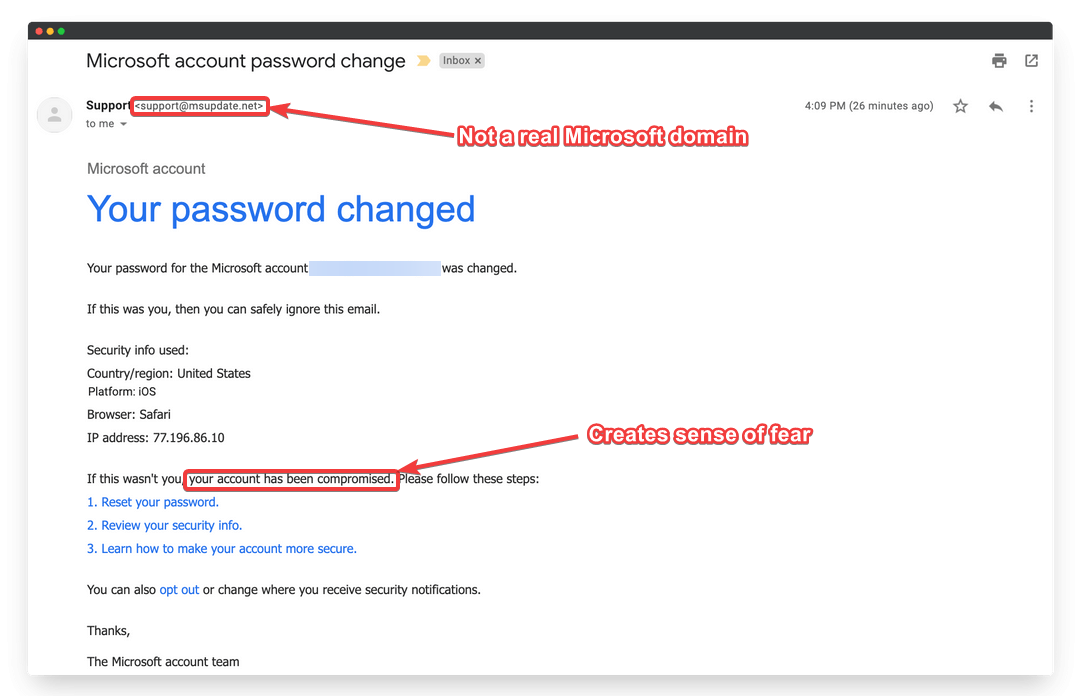 Microsoft account password change Inbox ×
Support <support@msupdate.net> 4:09 PM (26 minutes ago)
to me
Not a real Microsoft domain
Microsoft account
Your password changed
Your password for the Microsoft account was changed.
If this was you, then you can safely ignore this email.
Security info used:
Country/region: United States
Platform: iOS
Browser: Safari
IP address: 77.196.86.10
Creates sense of fear
If this wasn't you, your account has been compromised. Please follow these steps:
1. Reset your password.
2. Review your security info.
3. Learn how to make your account more secure.
You can also opt out or change where you receive security notifications.
Thanks,
The Microsoft account team